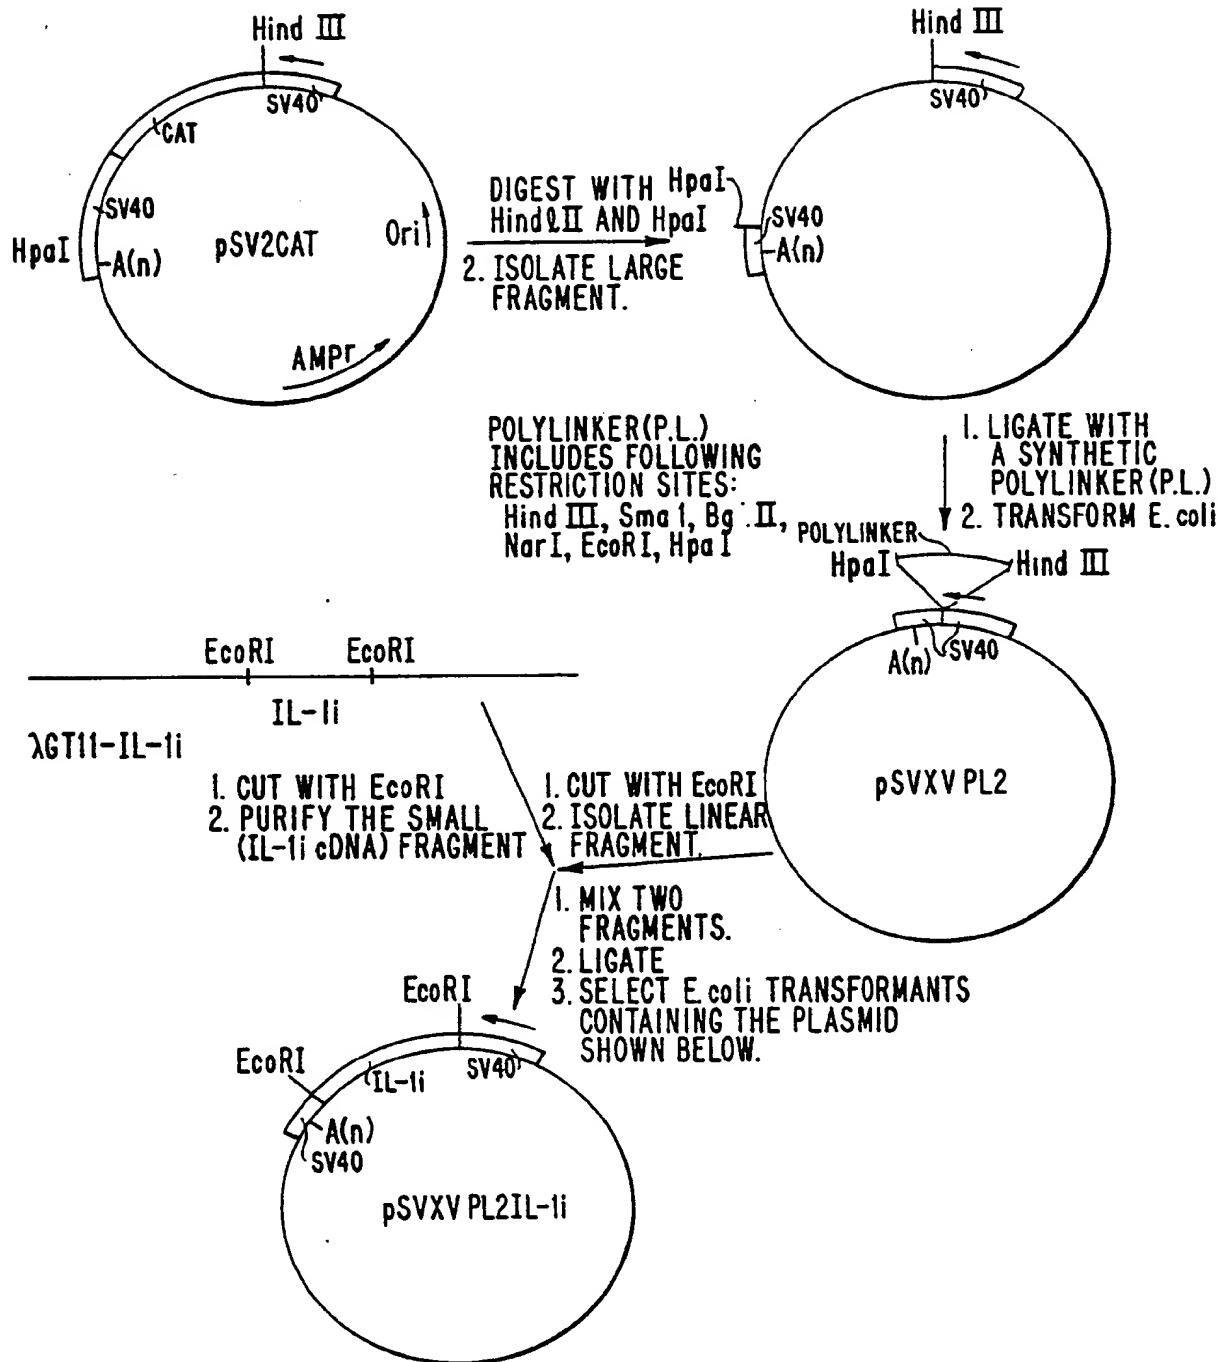 Hind III
SV40
CAT
SV40
HpaI
A(n)
pSV2CAT
Ori
AMPr
DIGEST WITH
HindlII AND HpaI
2. ISOLATE LARGE
FRAGMENT.
Hind III
SV40
HpaI
SV40
A(n)
POLYLINKER(P.L.)
INCLUDES FOLLOWING
RESTRICTION SITES:
Hind III, Sma 1, Bg . II,
NarI, EcoRI, Hpa I
1. LIGATE WITH
A SYNTHETIC
POLYLINKER (P.L.)
2. TRANSFORM E. coli
POLYLINKER
HpaI
Hind III
A(n)
SV40
pSVXV PL2
EcoRI EcoRI
IL-1i
λGT11-IL-1i
1. CUT WITH EcoRI
2. PURIFY THE SMALL
(IL-1i cDNA) FRAGMENT
1. CUT WITH EcoRI
2. ISOLATE LINEAR
FRAGMENT.
1. MIX TWO
FRAGMENTS.
2. LIGATE
3. SELECT E. coli TRANSFORMANTS
CONTAINING THE PLASMID
SHOWN BELOW.
EcoRI
EcoRI
IL-1i
SV40
A(n)
SV40
pSVXV PL2IL-1i